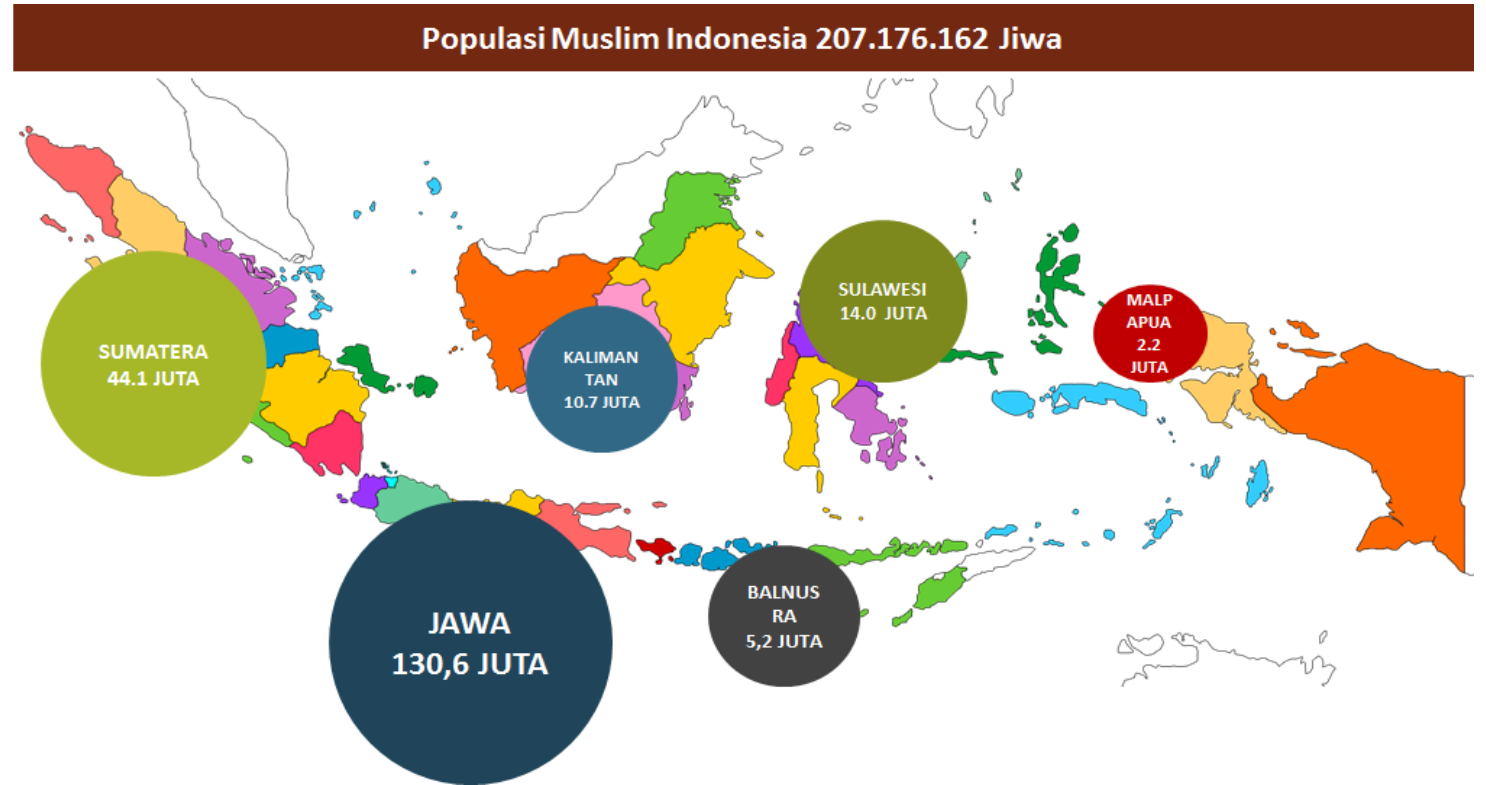 Populasi Muslim Indonesia 207.176.162 Jiwa
SULAWESI
14.0 JUTA
MALP
APUA
2.2
JUTA
SUMATERA
44.1 JUTA
KALIMAN
TAN
10.7 JUTA
BALNUS
RA
5,2 JUTA
JAWA
130,6 JUTA